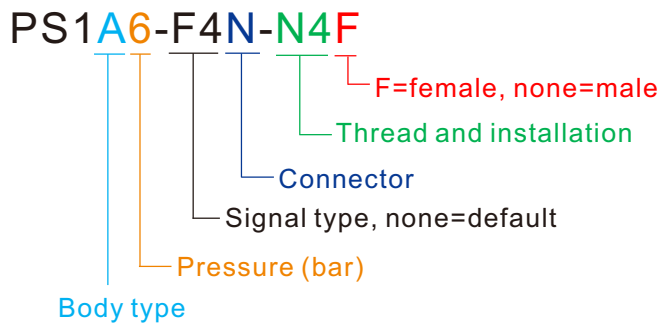 PS1A6-F4N-N4F
F=female, none=male
Thread and installation
Connector
Signal type, none=default
Pressure (bar)
Body type